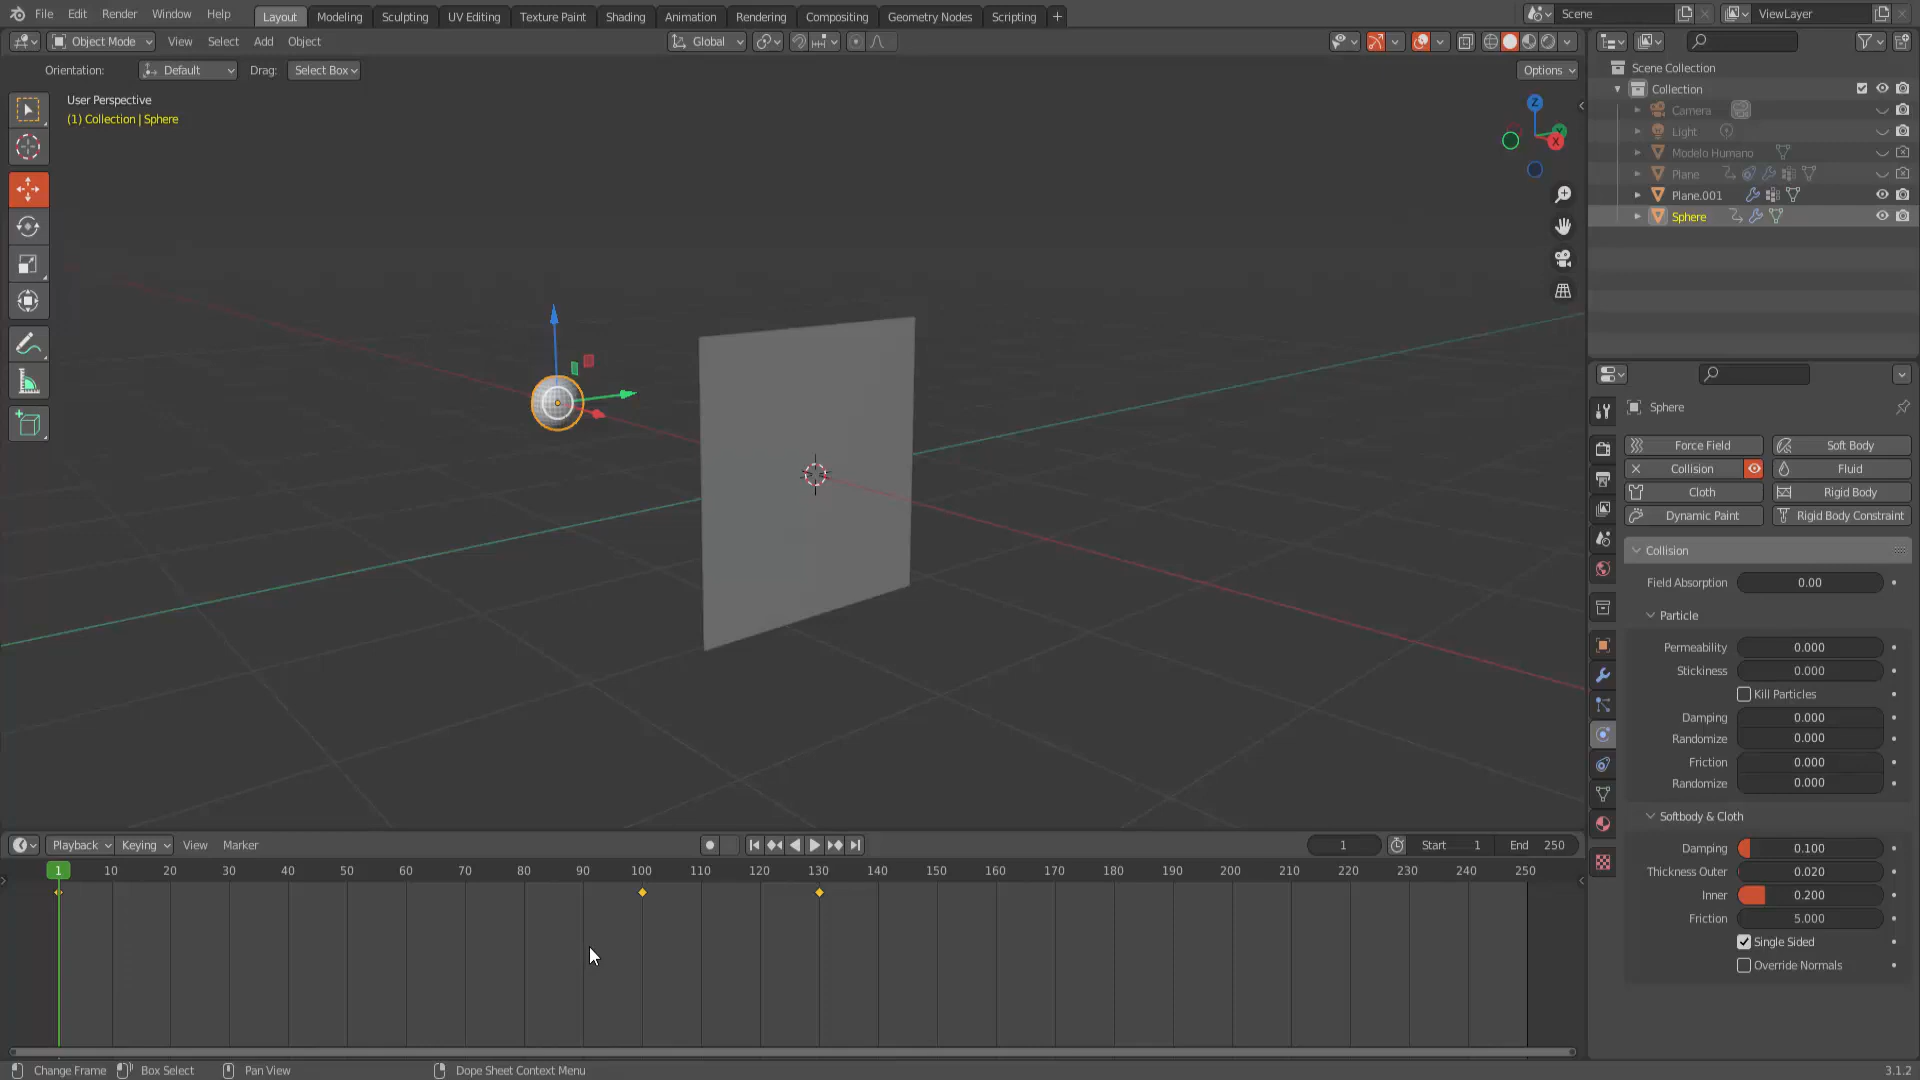 File Edit Render Window Help Layout Modeling Sculpting UV Editing Texture Paint Shading Animation Rendering Compositing Geometry Nodes Scripting + Scene ViewLayer
Object Mode View Select Add Object Global
Orientation: Default Drag: Select Box Options
User Perspective
(1) Collection | Sphere
Z
Y
X
Scene Collection
Collection
Camera
Light
Modelo Humano
Plane
Plane.001
Sphere
Sphere
Force Field Soft Body
Collision Fluid
Cloth Rigid Body
Dynamic Paint Rigid Body Constraint
Collision
Field Absorption 0.00
Particle
Permeability 0.000
Stickiness 0.000
Kill Particles
Damping 0.000
Randomize 0.000
Friction 0.000
Randomize 0.000
Softbody & Cloth
Damping 0.100
Thickness Outer 0.020
Inner 0.200
Friction 5.000
Single Sided
Override Normals
Playback Keying View Marker 1 Start 1 End 250
1 10 20 30 40 50 60 70 80 90 100 110 120 130 140 150 160 170 180 190 200 210 220 230 240 250
Change Frame Box Select Pan View Dope Sheet Context Menu 3.1.2